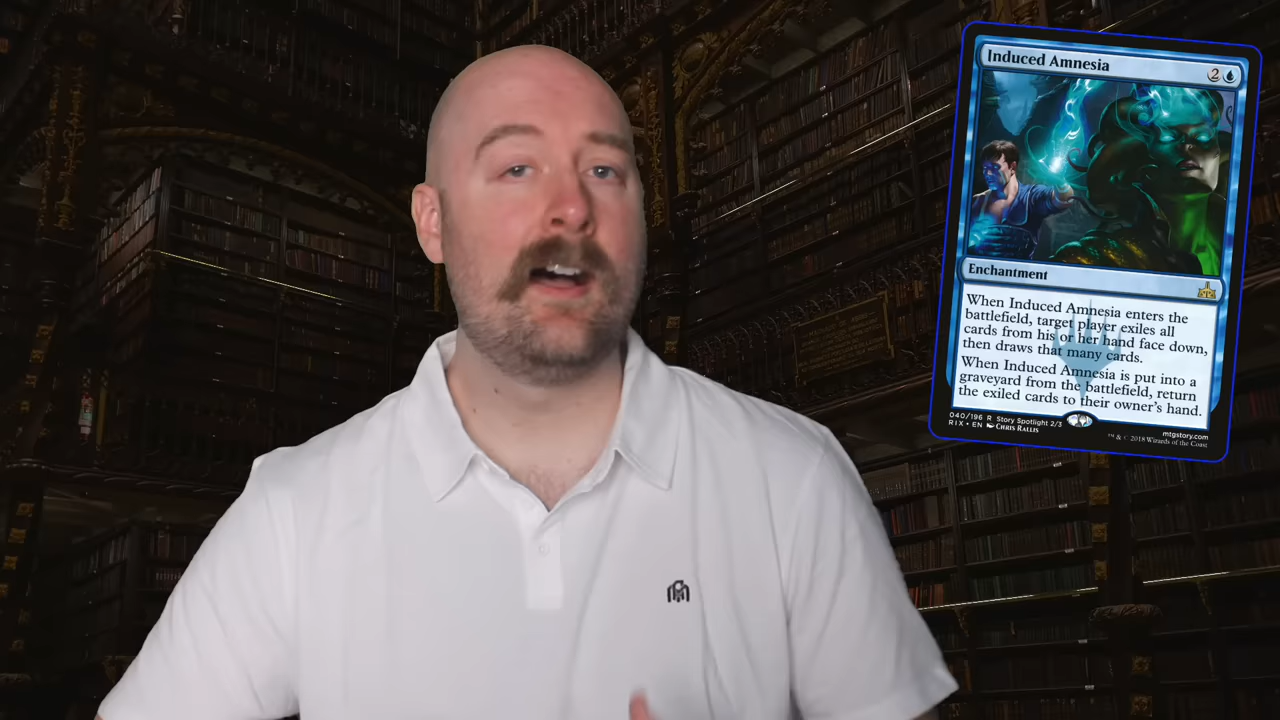 Induced Amnesia
2
Enchantment
When Induced Amnesia enters the
battlefield, target player exiles all
cards from his or her hand face down,
then draws that many cards.
When Induced Amnesia is put into a
graveyard from the battlefield, return
the exiled cards to their owner's hand.
040/196 R Story Spotlight 2/3
RIX • EN Chris Rallis
mtgstory.com
™ & © 2018 Wizards of the Coast